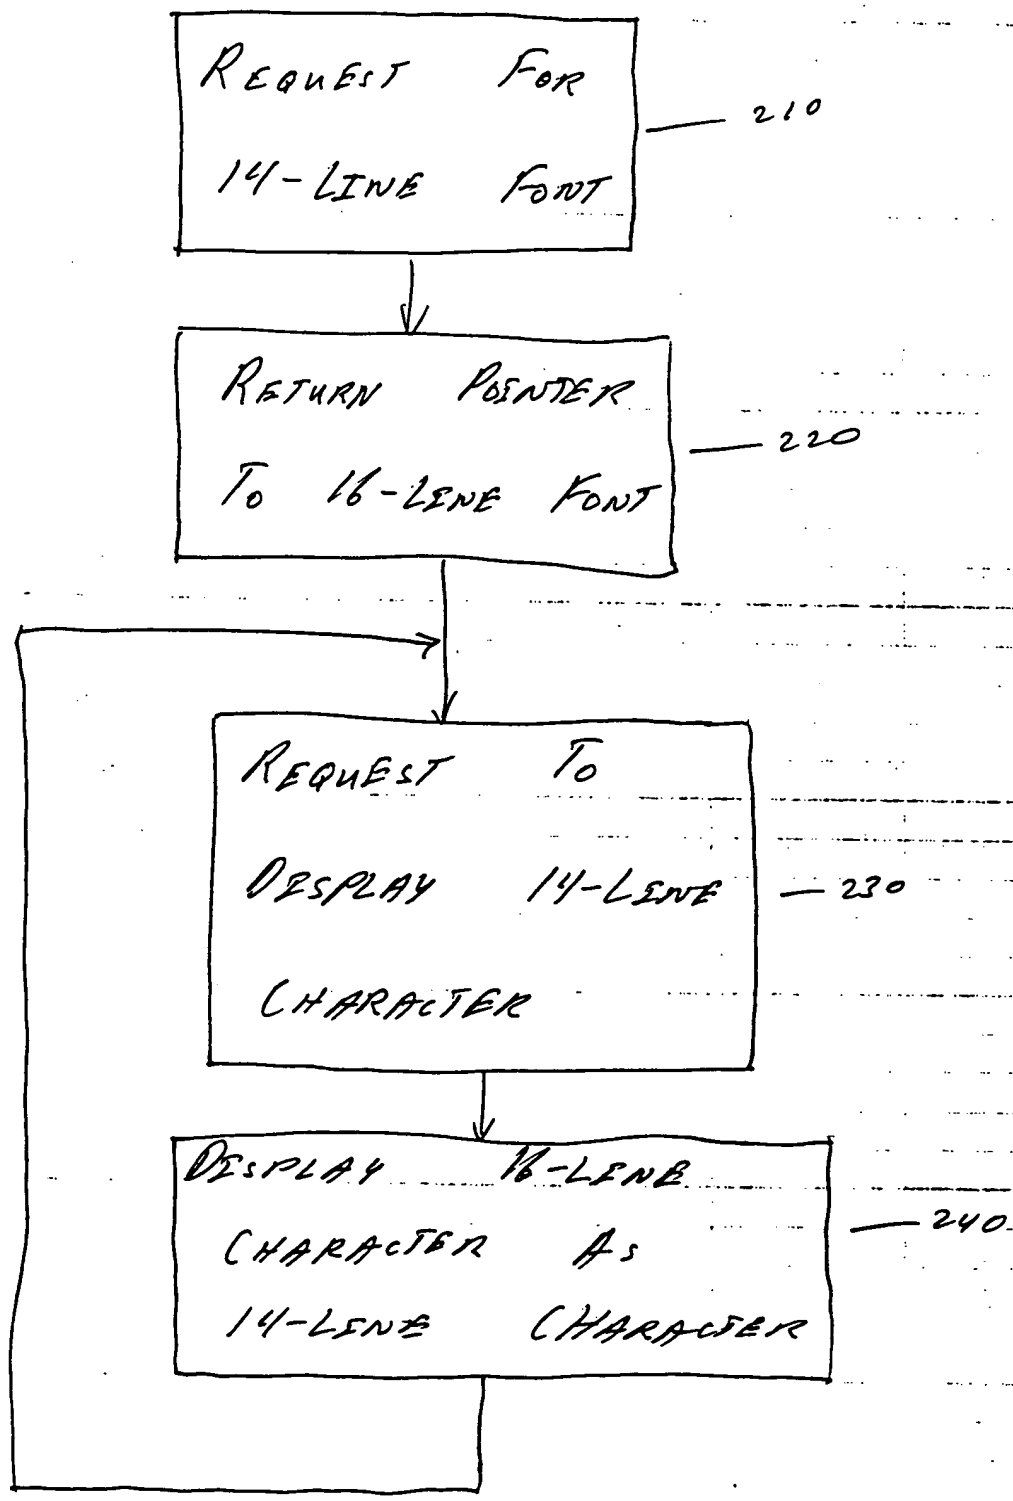 REQUEST FOR
14-LINE FONT
210
RETURN POINTER
TO 16-LINE FONT
220
REQUEST TO
DISPLAY 14-LINE
CHARACTER
230
DISPLAY 16-LINE
CHARACTER AS
14-LINE CHARACTER
240